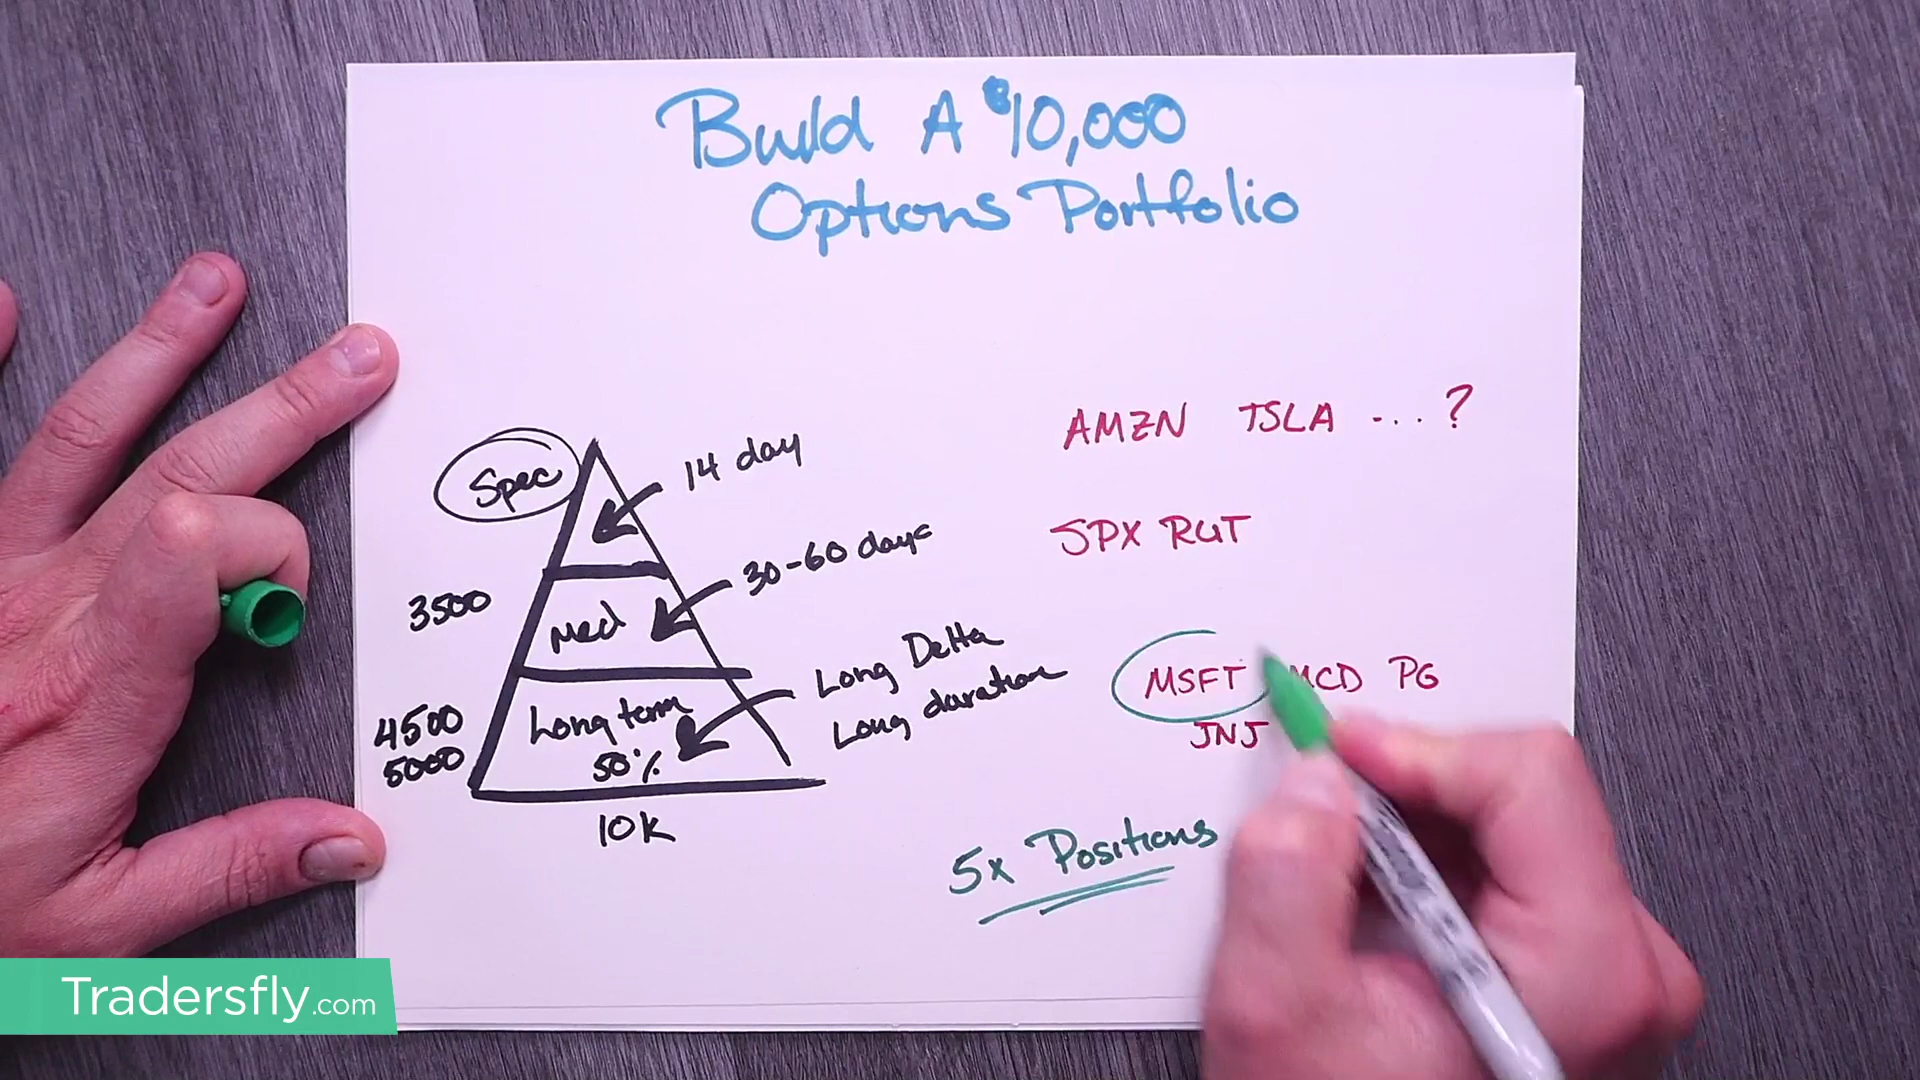 Build A $10,000
Options Portfolio
AMZN TSLA ...?
Spec
14 day
SPX RUT
30-60 days
3500
Med
Long Delta
Long duration
MSFT MCD PG
JNJ
Long term
50%
4500
5000
10K
5x Positions
Tradersfly.com